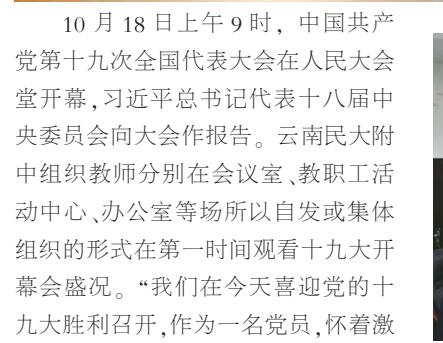 10 月 18 日上午 9 时，中国共产
党第十九次全国代表大会在人民大会
堂开幕,习近平总书记代表十八届中
央委员会向大会作报告。云南民大附
中组织教师分别在会议室、教职工活
动中心、办公室等场所以自发或集体
组织的形式在第一时间观看十九大开
幕会盛况。“我们在今天喜迎党的十
九大胜利召开,作为一名党员,怀着激